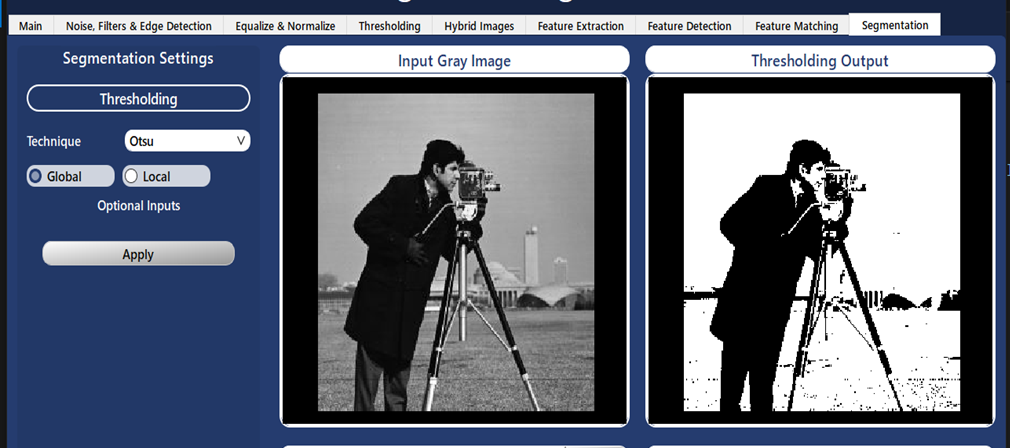 Main Noise, Filters & Edge Detection Equalize & Normalize Thresholding Hybrid Images Feature Extraction Feature Detection Feature Matching Segmentation
Segmentation Settings
Thresholding
Technique Otsu
Global Local
Optional Inputs
Apply
Input Gray Image
Thresholding Output